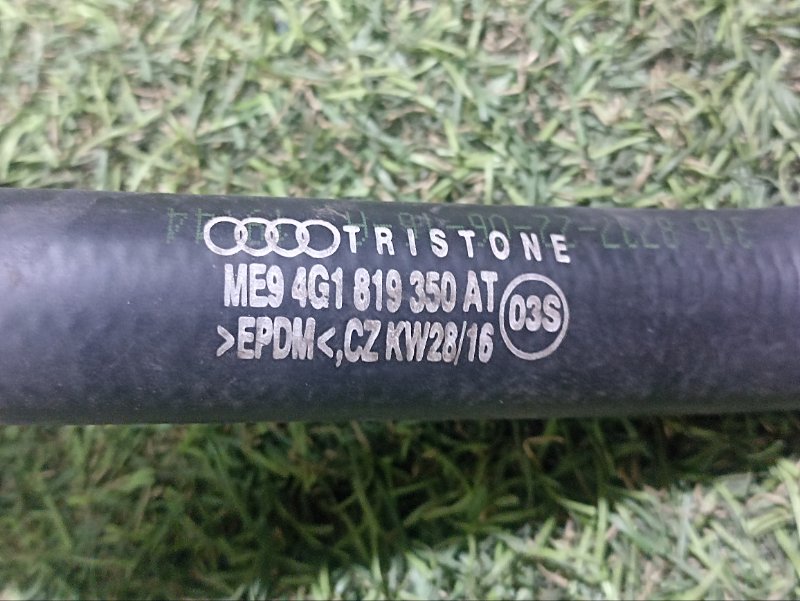 TRISTONE
ME9 4G1 819 350 AT
03S
>EPDM<,CZ KW28/16